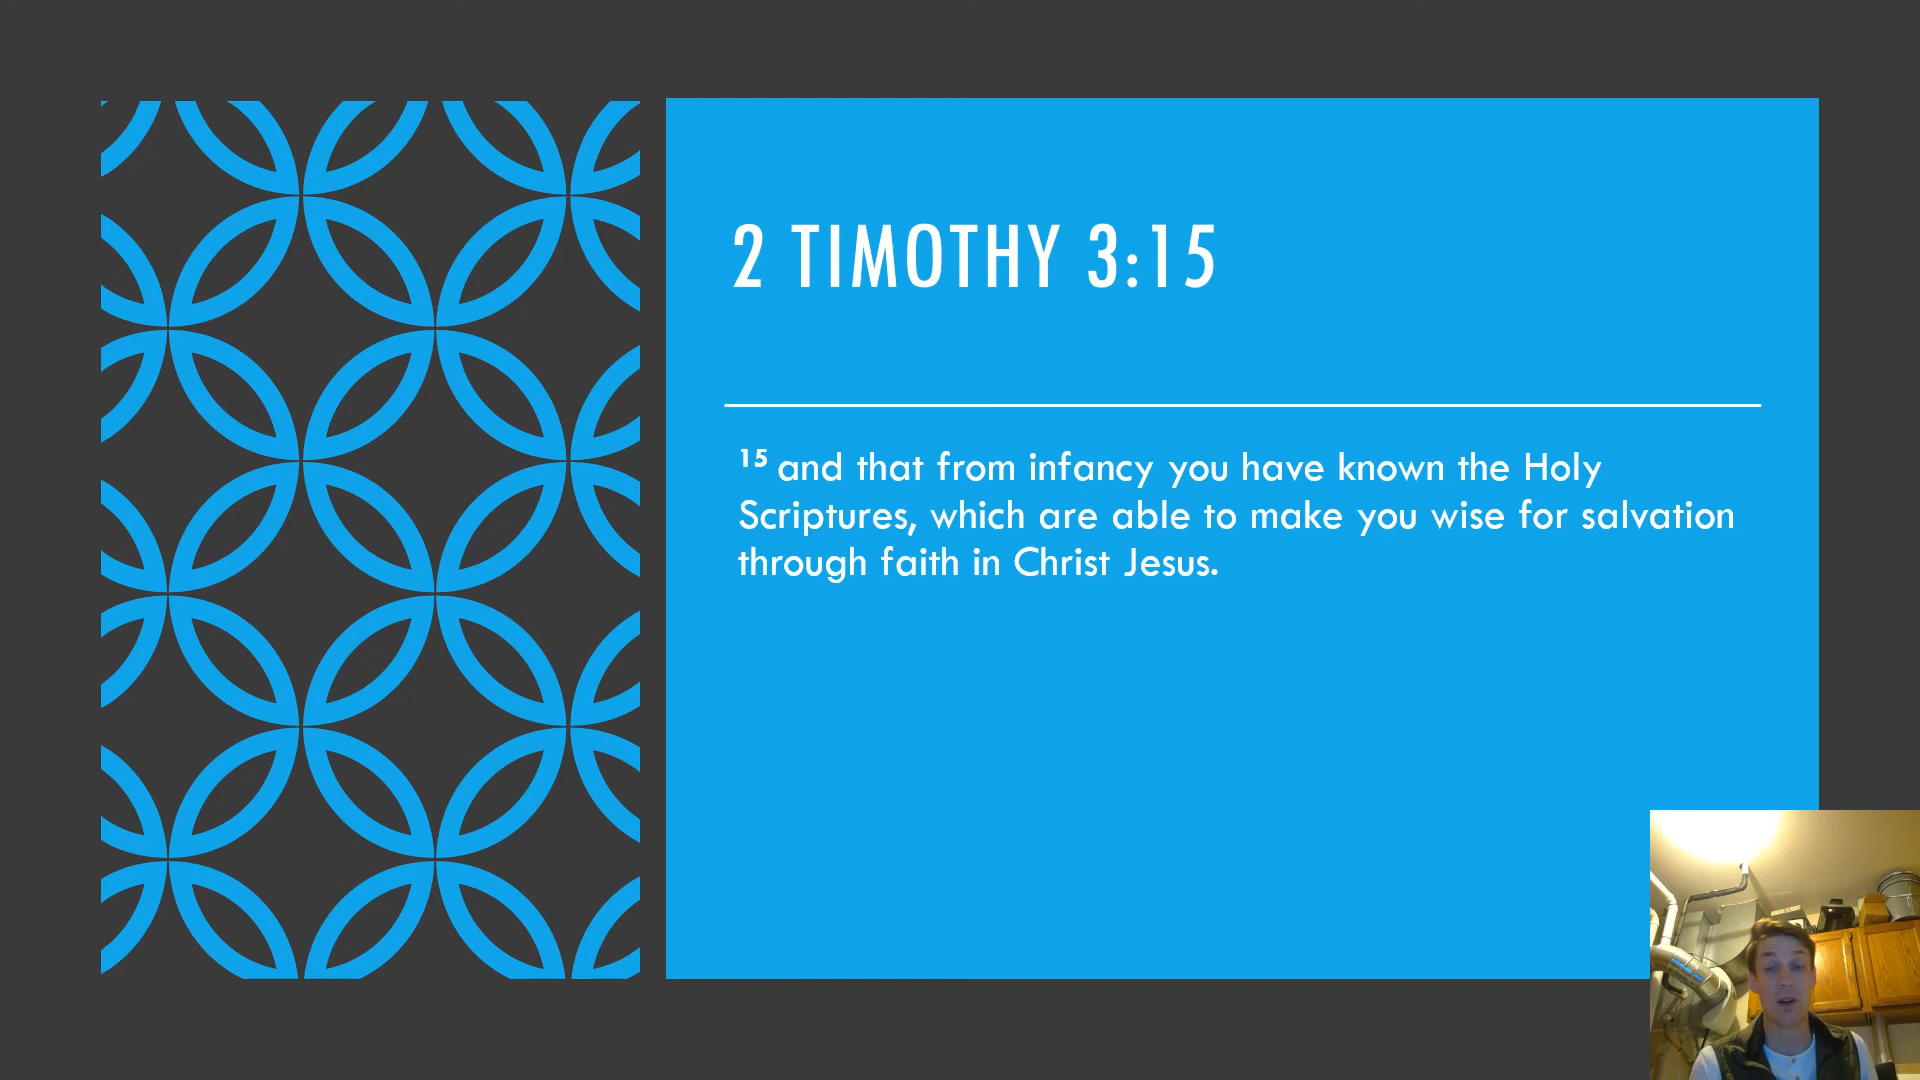 2 TIMOTHY 3:15
15 and that from infancy you have known the Holy
Scriptures, which are able to make you wise for salvation
through faith in Christ Jesus.